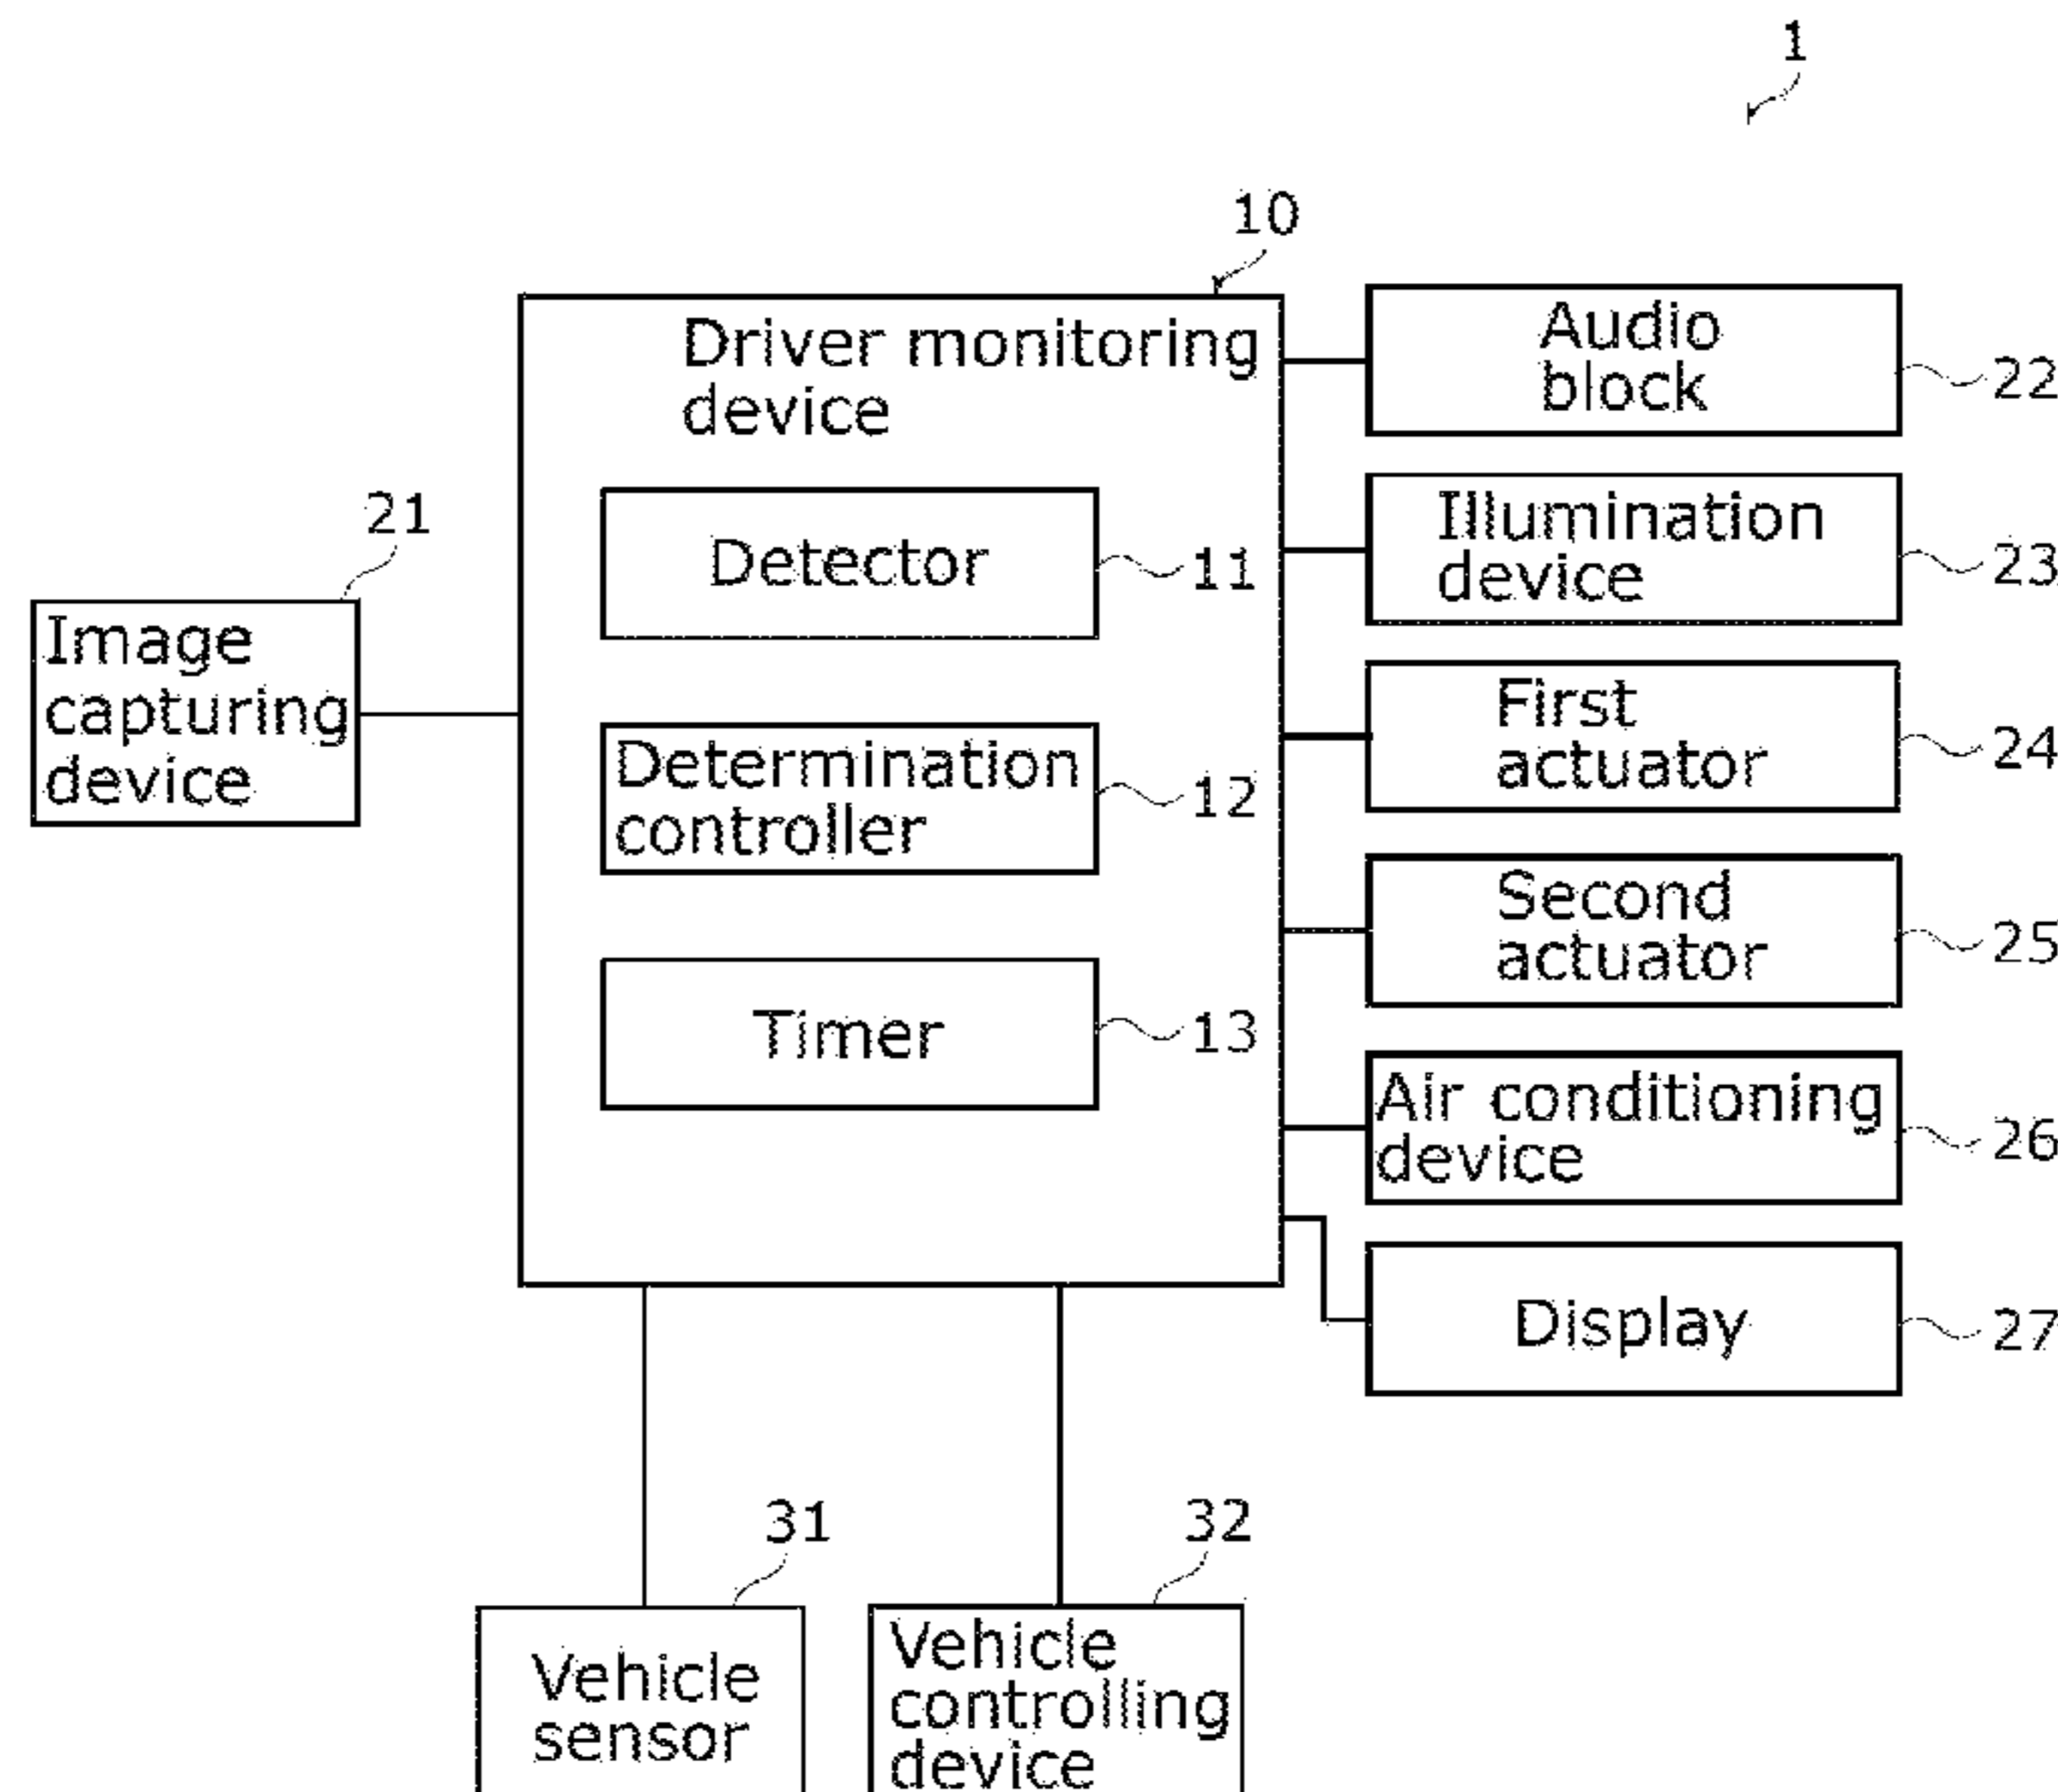 1
10
Driver monitoring
device
Detector
11
Determination
controller
12
Timer
13
21
Image
capturing
device
Audio
block
22
Illumination
device
23
First
actuator
24
Second
actuator
25
Air conditioning
device
26
Display
27
31
Vehicle
sensor
32
Vehicle
controlling
device